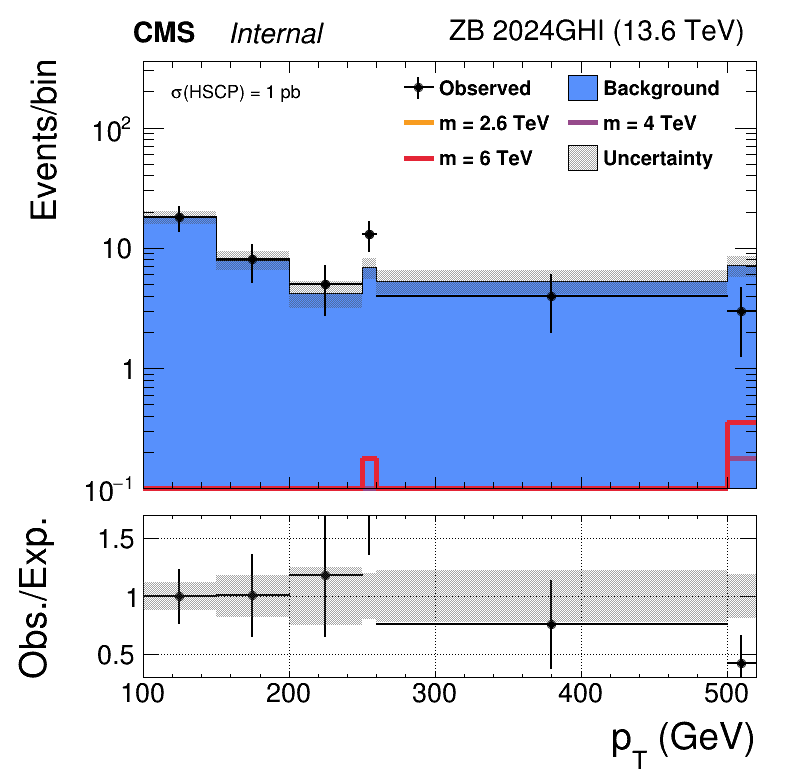 CMS Internal ZB 2024GHI (13.6 TeV)
Events/bin
σ(HSCP) = 1 pb
Observed Background
m = 2.6 TeV m = 4 TeV
m = 6 TeV Uncertainty
10²
10
1
10⁻¹
Obs./Exp.
1.5
1
0.5
100 200 300 400 500
p_T (GeV)